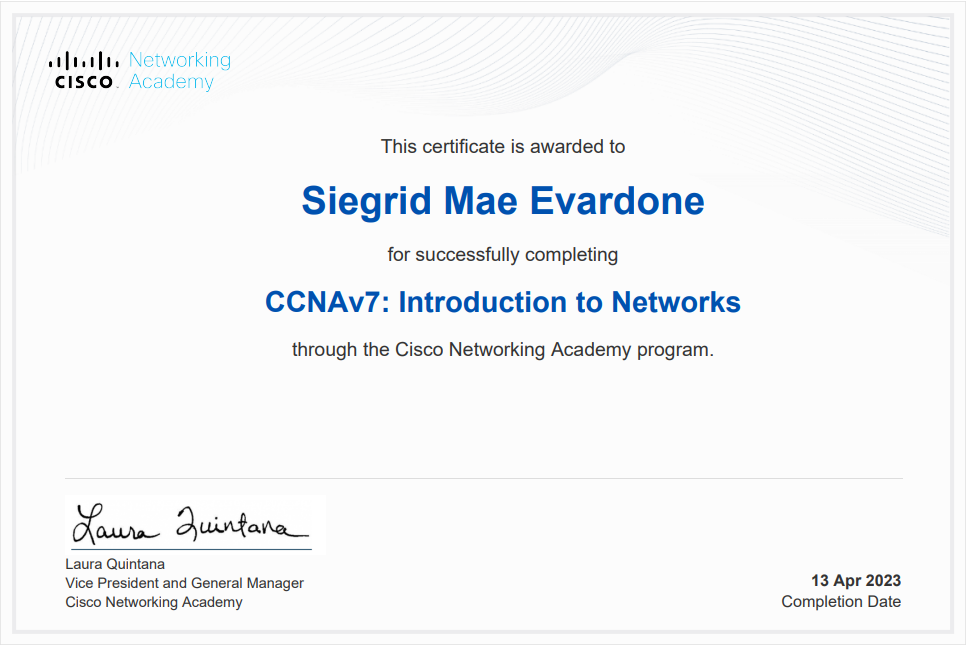 Networking
CISCO. Academy
This certificate is awarded to
Siegrid Mae Evardone
for successfully completing
CCNAv7: Introduction to Networks
through the Cisco Networking Academy program.
Laura Quintana
Laura Quintana
Vice President and General Manager
Cisco Networking Academy
13 Apr 2023
Completion Date